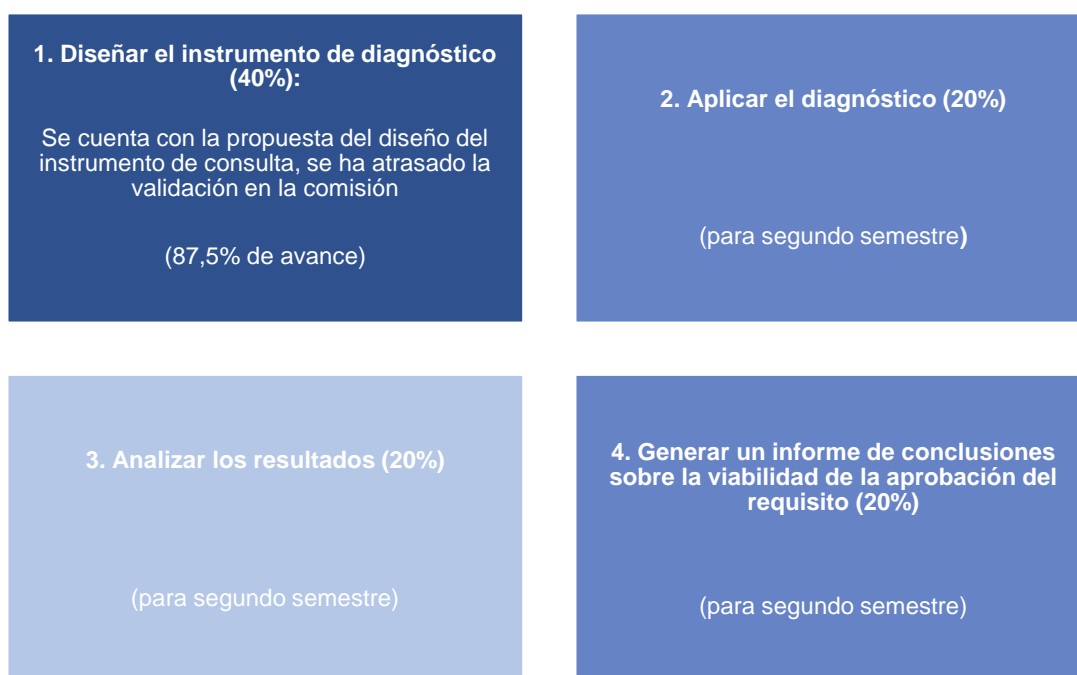 1. Diseñar el instrumento de diagnóstico
(40%):
Se cuenta con la propuesta del diseño del
instrumento de consulta, se ha atrasado la
validación en la comisión
(87,5% de avance)
2. Aplicar el diagnóstico (20%)
(para segundo semestre)
3. Analizar los resultados (20%)
(para segundo semestre)
4. Generar un informe de conclusiones
sobre la viabilidad de la aprobación del
requisito (20%)
(para segundo semestre)